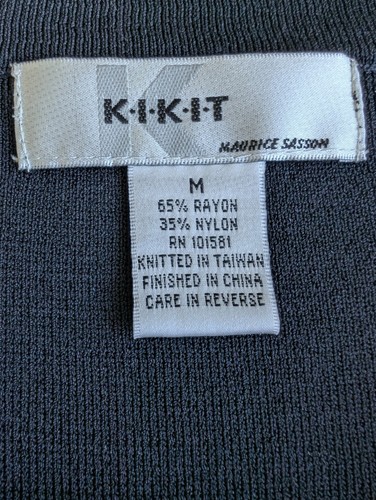 K·I·K·I·T
MAURICE SASSON
M
65% RAYON
35% NYLON
RN 101581
KNITTED IN TAIWAN
FINISHED IN CHINA
CARE IN REVERSE